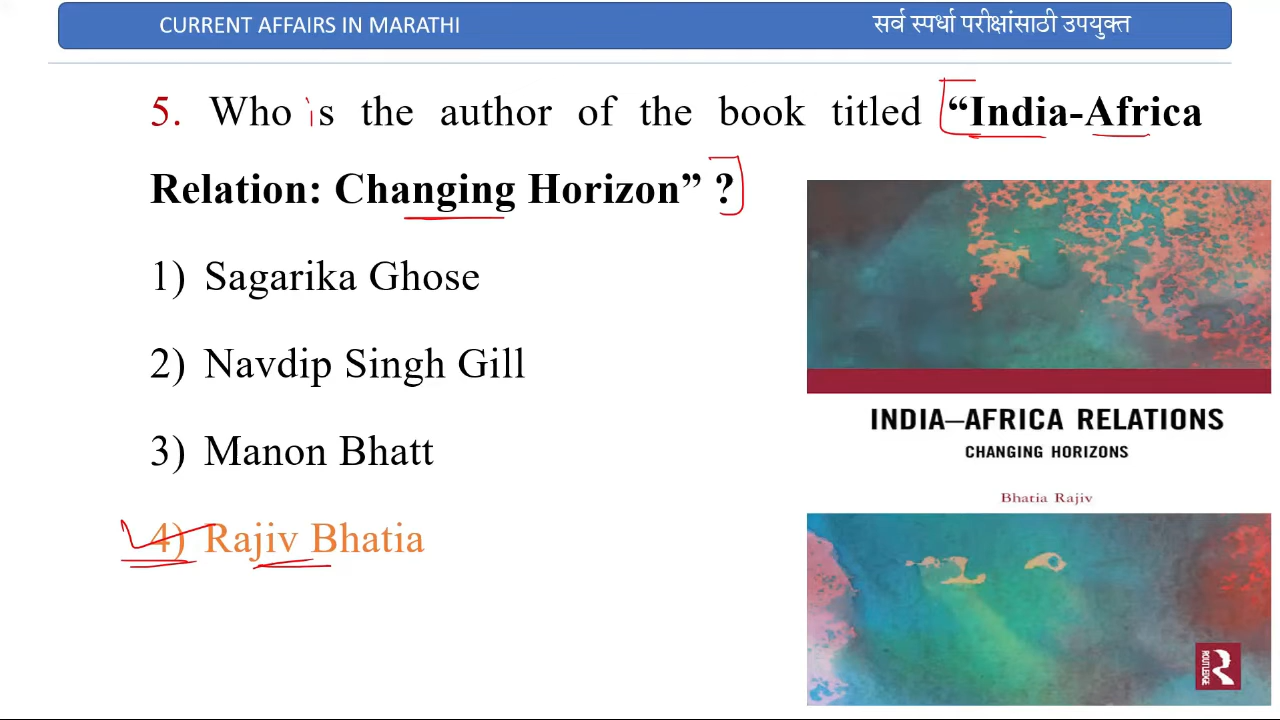 CURRENT AFFAIRS IN MARATHI
सर्व स्पर्धा परीक्षांसाठी उपयुक्त
5. Who is the author of the book titled “India-Africa
Relation: Changing Horizon” ?
1) Sagarika Ghose
2) Navdip Singh Gill
3) Manon Bhatt
4) Rajiv Bhatia
INDIA–AFRICA RELATIONS
CHANGING HORIZONS
Bhatia Rajiv
ROUTLEDGE